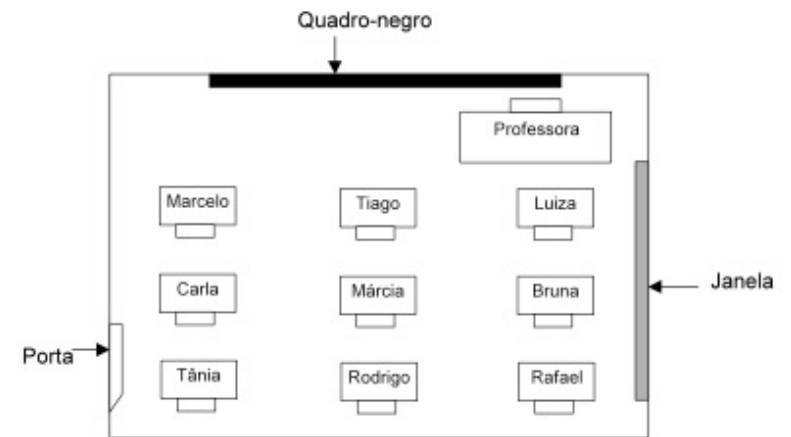 Quadro-negro
Professora
Marcelo
Tiago
Luiza
Carla
Márcia
Bruna
Janela
Porta
Tânia
Rodrigo
Rafael